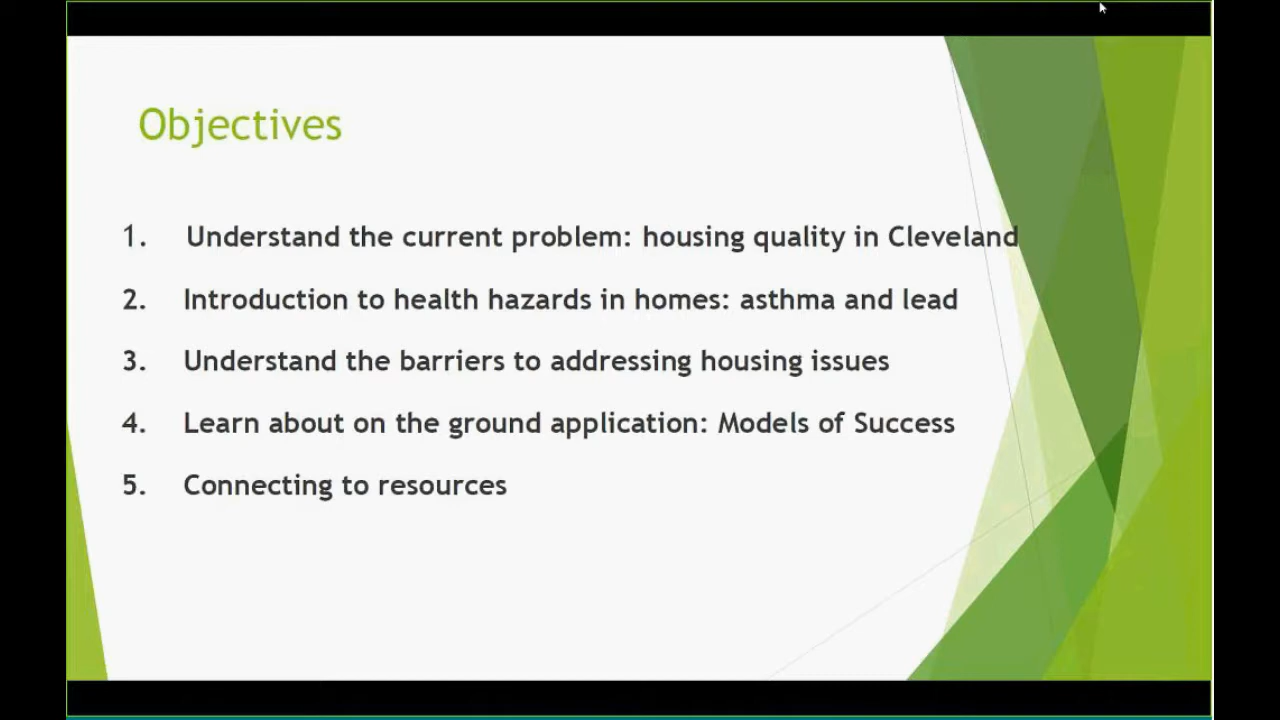 Objectives
1. Understand the current problem: housing quality in Cleveland
2. Introduction to health hazards in homes: asthma and lead
3. Understand the barriers to addressing housing issues
4. Learn about on the ground application: Models of Success
5. Connecting to resources